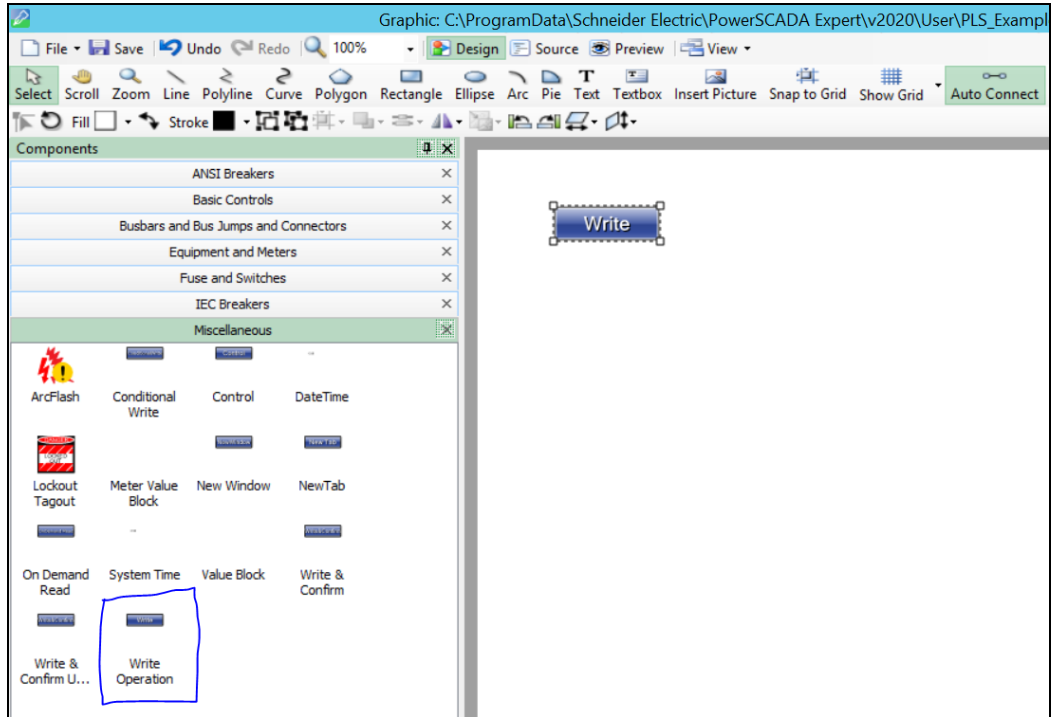 Graphic: C:\ProgramData\Schneider Electric\PowerSCADA Expert\v2020\User\PLS_Exampl
File Save Undo Redo 100% Design Source Preview View
Select Scroll Zoom Line Polyline Curve Polygon Rectangle Ellipse Arc Pie Text Textbox Insert Picture Snap to Grid Show Grid Auto Connect
Fill Stroke
Components
ANSI Breakers
Basic Controls
Busbars and Bus Jumps and Connectors
Equipment and Meters
Fuse and Switches
IEC Breakers
Miscellaneous
Write
ArcFlash Conditional Control DateTime
Write
Lockout Meter Value New Window NewTab
Tagout Block
On Demand System Time Value Block Write &
Read Confirm
Write & Write
Confirm U... Operation